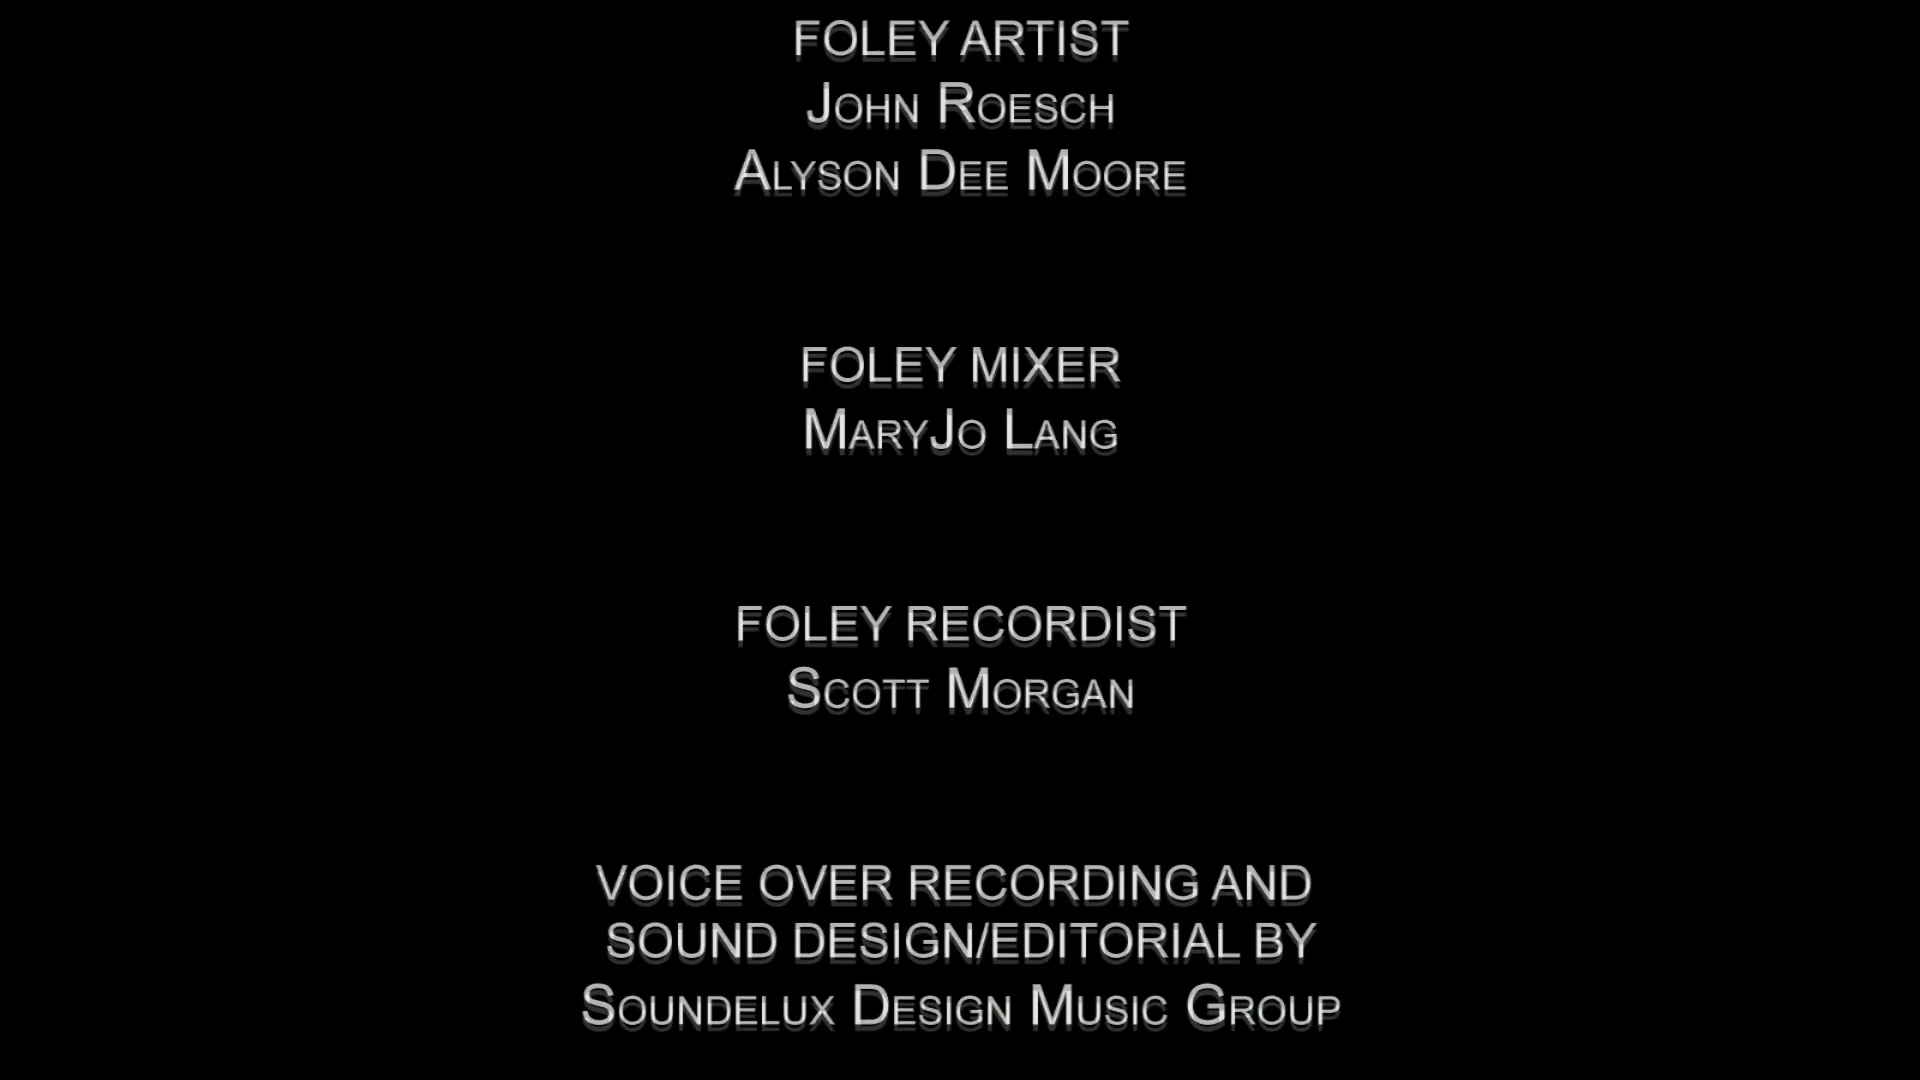 FOLEY ARTIST
John Roesch
Alyson Dee Moore
FOLEY MIXER
MaryJo Lang
FOLEY RECORDIST
Scott Morgan
VOICE OVER RECORDING AND
SOUND DESIGN/EDITORIAL BY
Soundelux Design Music Group